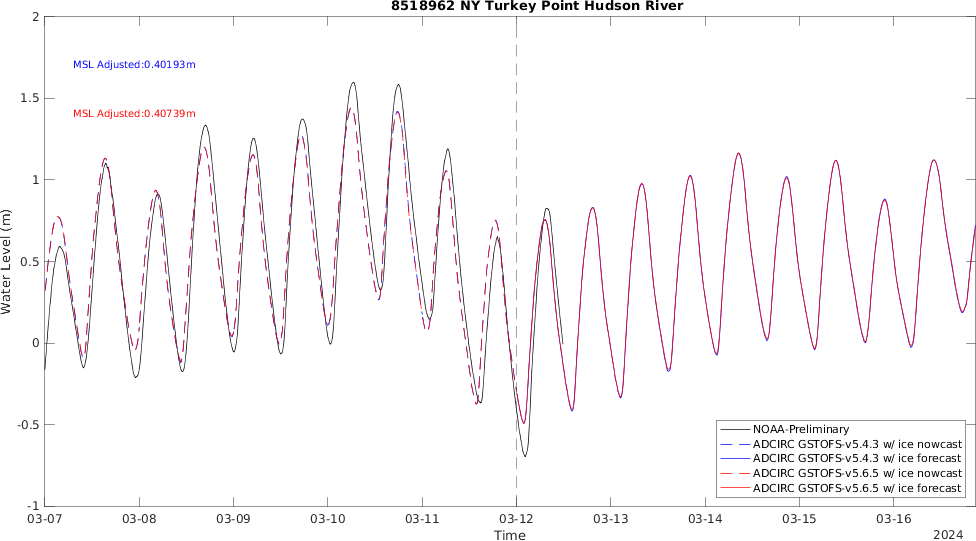 8518962 NY Turkey Point Hudson River
2
MSL Adjusted:0.40193m
1.5
MSL Adjusted:0.40739m
1
0.5
0
-0.5
-1
Water Level (m)
NOAA-Preliminary
ADCIRC GSTOFS-v5.4.3 w/ ice nowcast
ADCIRC GSTOFS-v5.4.3 w/ ice forecast
ADCIRC GSTOFS-v5.6.5 w/ ice nowcast
ADCIRC GSTOFS-v5.6.5 w/ ice forecast
03-07 03-08 03-09 03-10 03-11 03-12 03-13 03-14 03-15 03-16
Time
2024